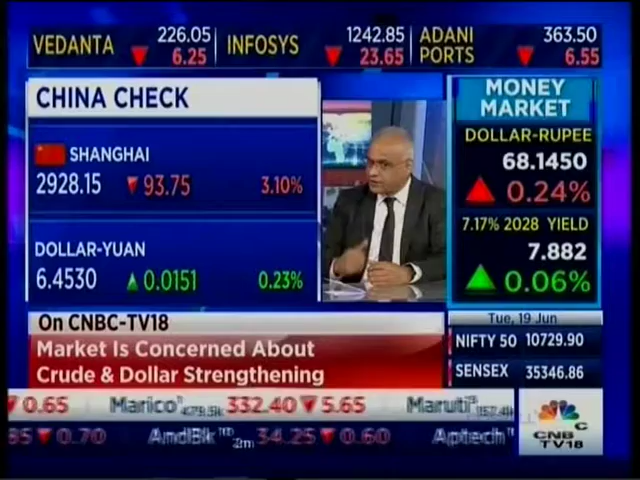 VEDANTA 226.05 6.25 INFOSYS 1242.85 23.65 ADANI PORTS 363.50 6.55
CHINA CHECK
SHANGHAI
2928.15 93.75 3.10%
DOLLAR-YUAN
6.4530 0.0151 0.23%
MONEY
MARKET
DOLLAR-RUPEE
68.1450
0.24%
7.17% 2028 YIELD
7.882
0.06%
On CNBC-TV18
Market Is Concerned About
Crude & Dollar Strengthening
Tue, 19 Jun
NIFTY 50 10729.90
SENSEX 35346.86
0.65 Marico 332.40 5.65 Maruti
85 0.70 AndBk 2m 34.25 0.60 Aptech
CNBC
TV18